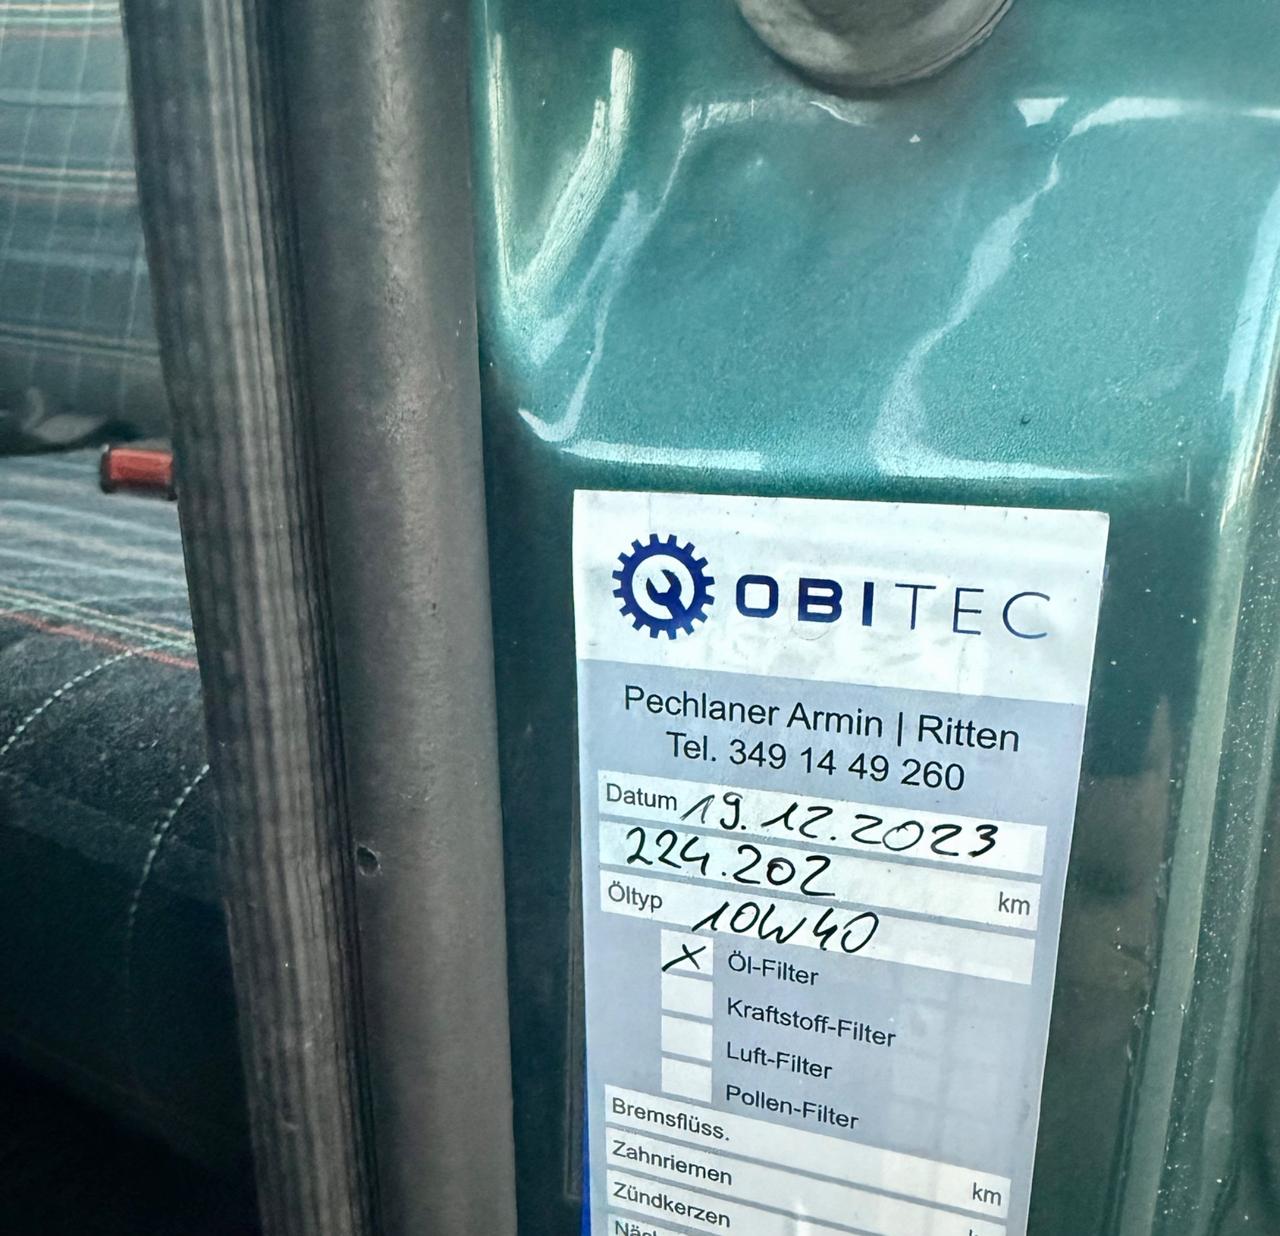 OBITEC
Pechlaner Armin | Ritten
Tel. 349 14 49 260
Datum 19.12.2023
224.202 km
Öltyp 10W40
X Öl-Filter
Kraftstoff-Filter
Luft-Filter
Pollen-Filter
Bremsflüss.
Zahnriemen km
Zündkerzen